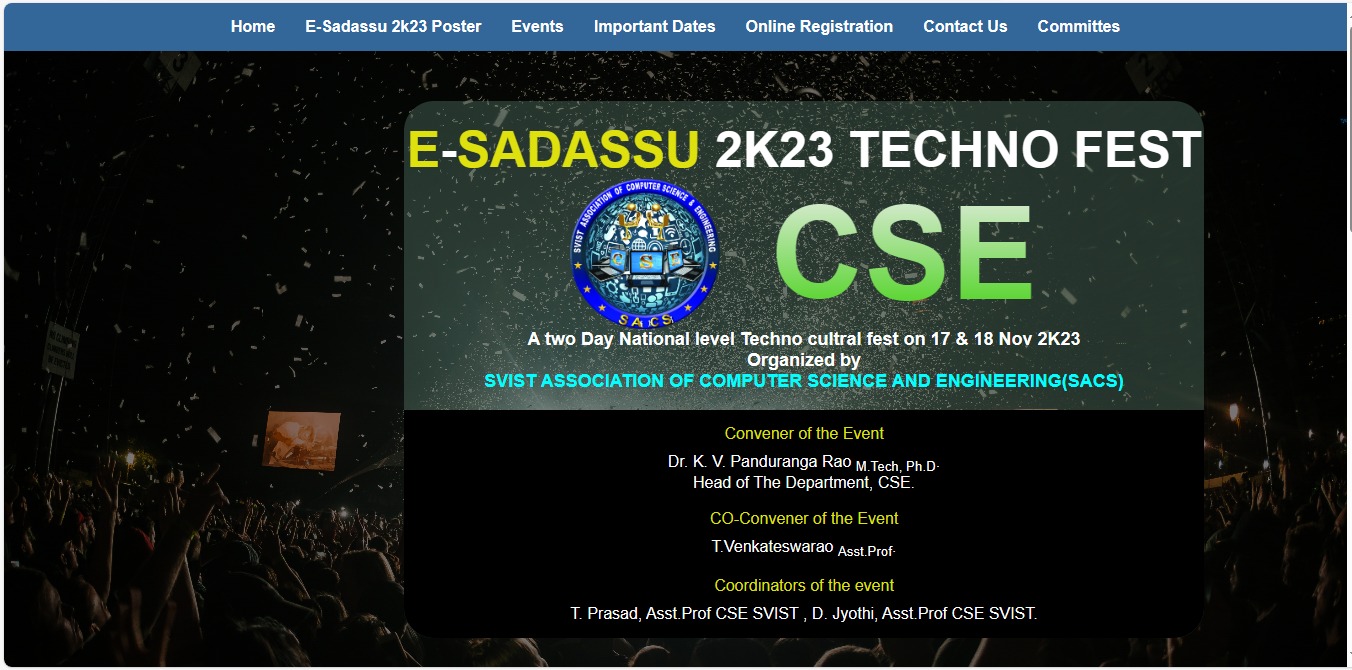 Home E-Sadassu 2k23 Poster Events Important Dates Online Registration Contact Us Committes
E-SADASSU 2K23 TECHNO FEST
SVIST ASSOCIATION OF COMPUTER SCIENCE & ENGINEERING
C S E
SACS
CSE
A two Day National level Techno cultral fest on 17 & 18 Nov 2K23
Organized by
SVIST ASSOCIATION OF COMPUTER SCIENCE AND ENGINEERING(SACS)
Convener of the Event
Dr. K. V. Panduranga Rao M.Tech, Ph.D.
Head of The Department, CSE.
CO-Convener of the Event
T.Venkateswarao Asst.Prof.
Coordinators of the event
T. Prasad, Asst.Prof CSE SVIST , D. Jyothi, Asst.Prof CSE SVIST.